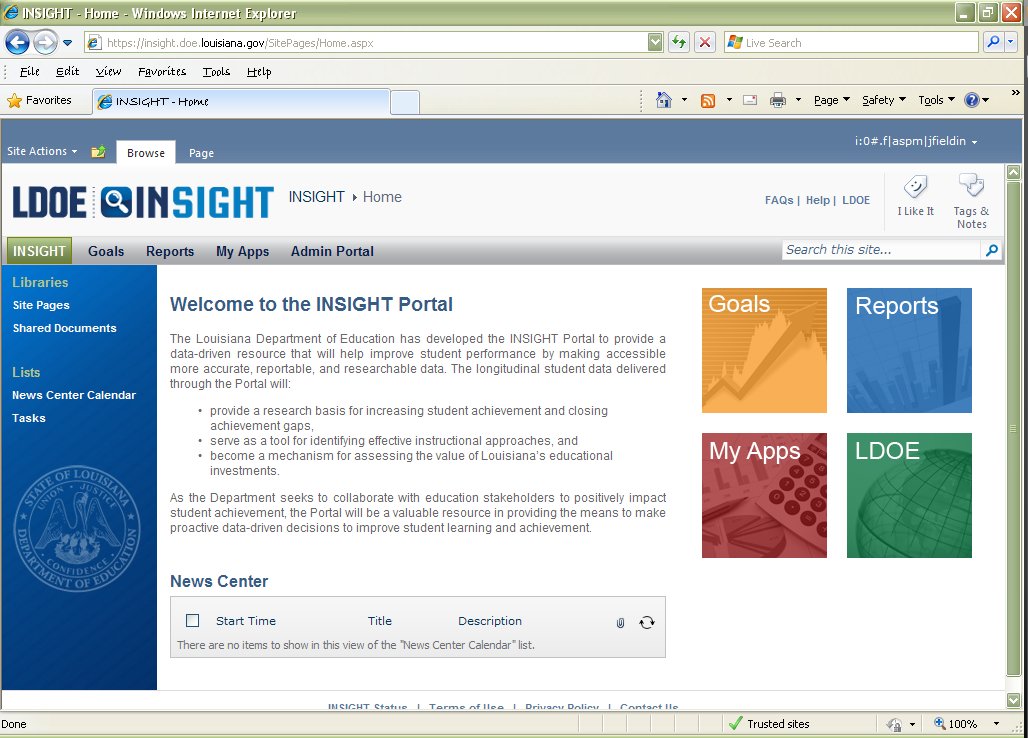 INSIGHT - Home - Windows Internet Explorer
https://insight.doe.louisiana.gov/SitePages/Home.aspx
Live Search
File Edit View Favorites Tools Help
Favorites
INSIGHT - Home
Page Safety Tools
Site Actions
Browse
Page
i:0#.f|aspm|jfieldin
LDOE INSIGHT
INSIGHT Home
FAQs | Help | LDOE
I Like It
Tags &
Notes
INSIGHT Goals Reports My Apps Admin Portal
Search this site...
Libraries
Site Pages
Shared Documents
Lists
News Center Calendar
Tasks
STATE OF LOUISIANA
UNION JUSTICE
CONFIDENCE
DEPARTMENT OF EDUCATION
Welcome to the INSIGHT Portal
The Louisiana Department of Education has developed the INSIGHT Portal to provide a
data-driven resource that will help improve student performance by making accessible
more accurate, reportable, and researchable data. The longitudinal student data delivered
through the Portal will:
• provide a research basis for increasing student achievement and closing
achievement gaps,
• serve as a tool for identifying effective instructional approaches, and
• become a mechanism for assessing the value of Louisiana's educational
investments.
As the Department seeks to collaborate with education stakeholders to positively impact
student achievement, the Portal will be a valuable resource in providing the means to make
proactive data-driven decisions to improve student learning and achievement.
Goals
Reports
My Apps
LDOE
News Center
Start Time Title Description
There are no items to show in this view of the "News Center Calendar" list.
INSIGHT Status | Terms of Use | Privacy Policy | Contact Us
Done
Trusted sites
100%